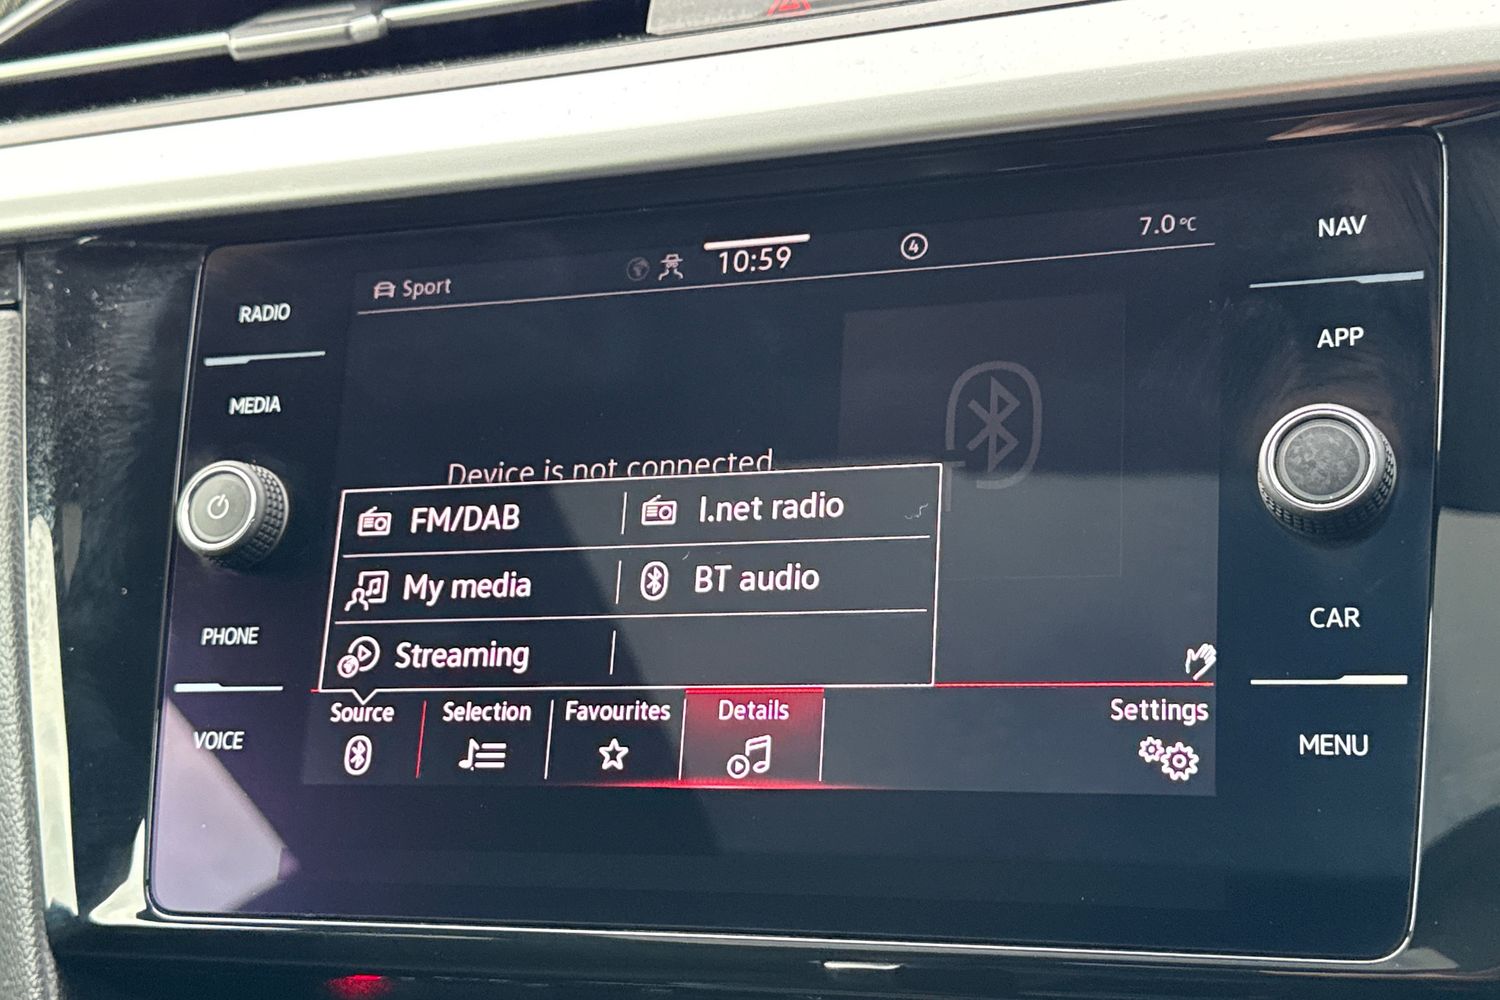 Sport 10:59 4 7.0°C
RADIO
MEDIA
PHONE
VOICE
Device is not connected.
FM/DAB I.net radio
My media BT audio
Streaming
Source Selection Favourites Details Settings
NAV
APP
CAR
MENU